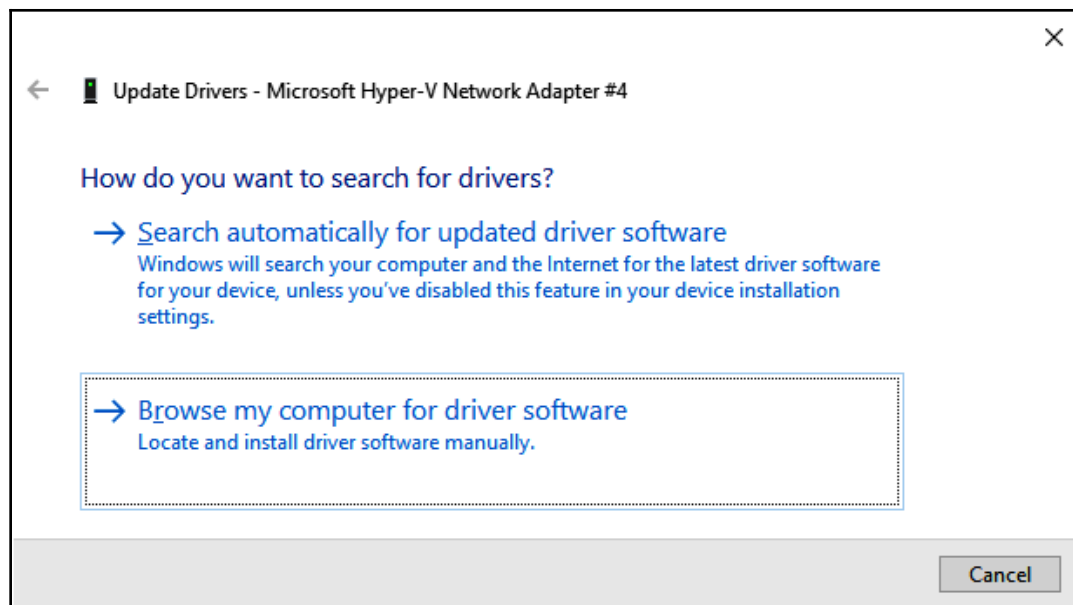 Update Drivers - Microsoft Hyper-V Network Adapter #4
How do you want to search for drivers?
Search automatically for updated driver software
Windows will search your computer and the Internet for the latest driver software
for your device, unless you’ve disabled this feature in your device installation
settings.
Browse my computer for driver software
Locate and install driver software manually.
Cancel